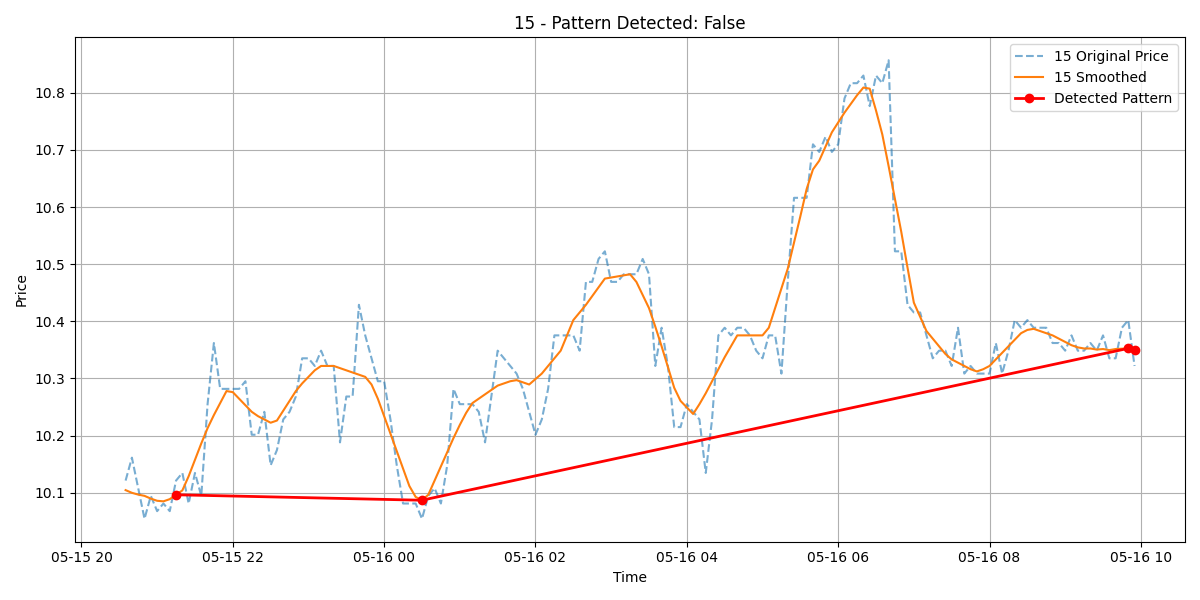 15 - Pattern Detected: False
15 Original Price
15 Smoothed
Detected Pattern
Price
10.8
10.7
10.6
10.5
10.4
10.3
10.2
10.1
05-15 20
05-15 22
05-16 00
05-16 02
05-16 04
05-16 06
05-16 08
05-16 10
Time